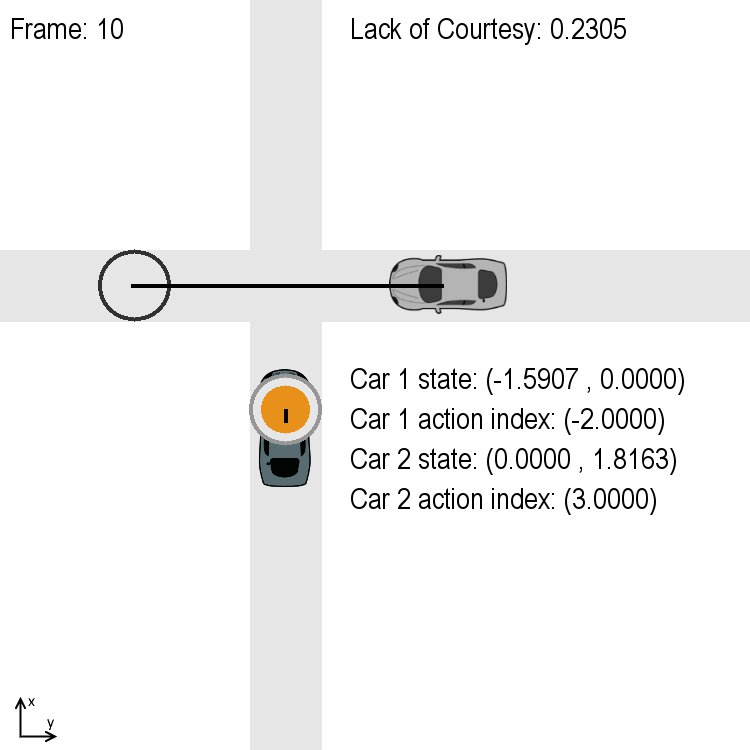 Frame: 10
Lack of Courtesy: 0.2305
Car 1 state: (-1.5907 , 0.0000)
Car 1 action index: (-2.0000)
Car 2 state: (0.0000 , 1.8163)
Car 2 action index: (3.0000)
x
y